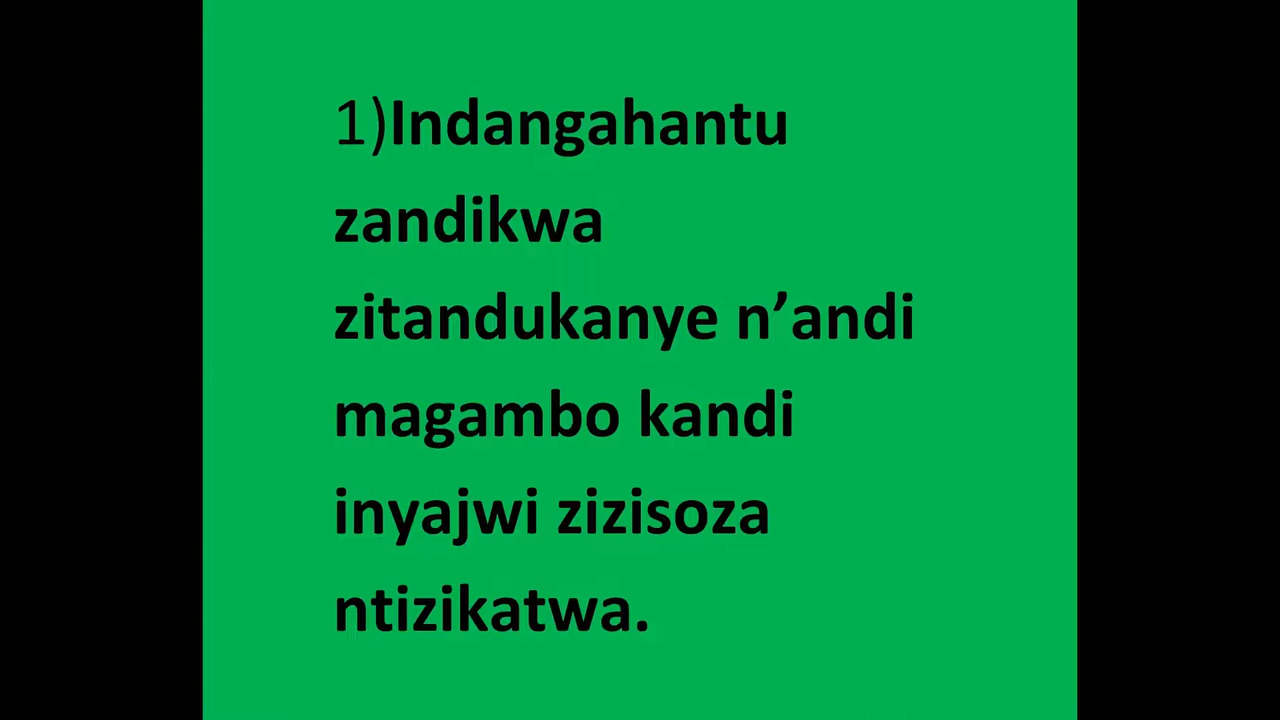 1)Indangahantu
zandikwa
zitandukanye n’andi
magambo kandi
inyajwi zizisoza
ntizikatwa.